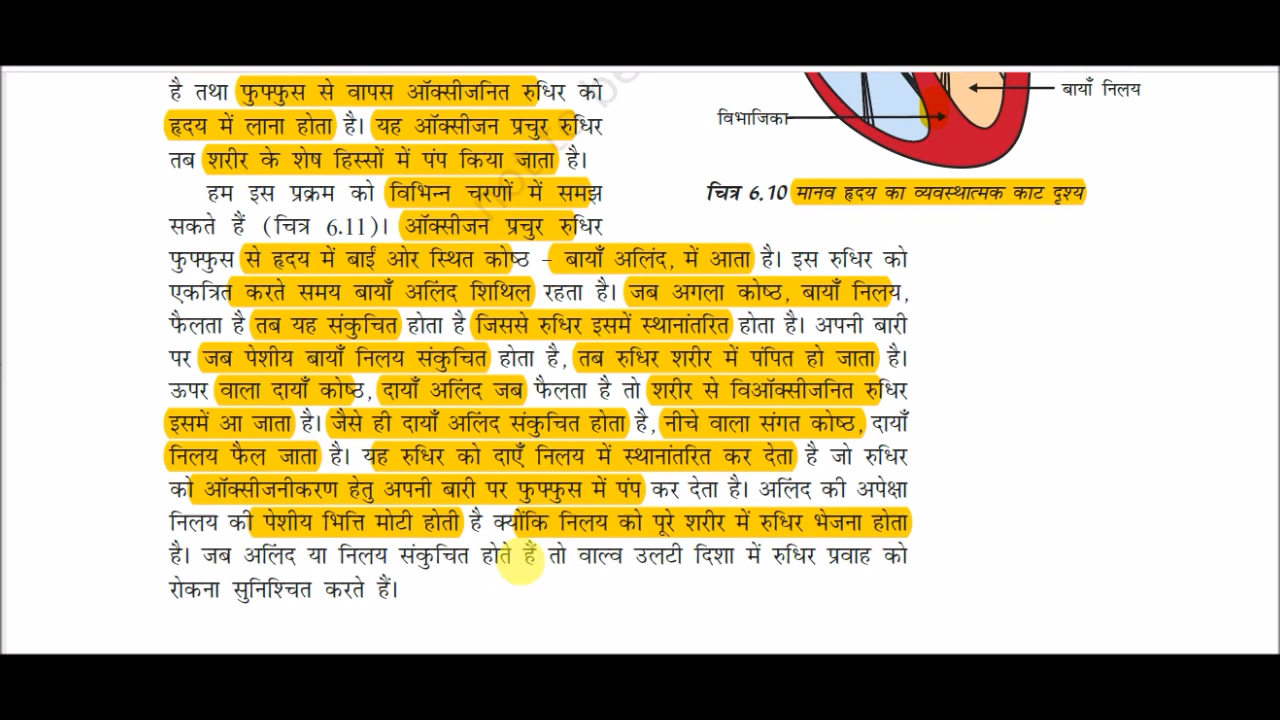 है तथा फुफ्फुस से वापस ऑक्सीजनित रुधिर को
हृदय में लाना होता है। यह ऑक्सीजन प्रचुर रुधिर
तब शरीर के शेष हिस्सों में पंप किया जाता है।
हम इस प्रक्रम को विभिन्न चरणों में समझ
सकते हैं (चित्र 6.11)। ऑक्सीजन प्रचुर रुधिर
बायाँ निलय
विभाजिका
चित्र 6.10 मानव हृदय का व्यवस्थात्मक काट दृश्य
फुफ्फुस से हृदय में बाईं ओर स्थित कोष्ठ – बायाँ अलिंद, में आता है। इस रुधिर को
एकत्रित करते समय बायाँ अलिंद शिथिल रहता है। जब अगला कोष्ठ, बायाँ निलय,
फैलता है तब यह संकुचित होता है जिससे रुधिर इसमें स्थानांतरित होता है। अपनी बारी
पर जब पेशीय बायाँ निलय संकुचित होता है, तब रुधिर शरीर में पंपित हो जाता है।
ऊपर वाला दायाँ कोष्ठ, दायाँ अलिंद जब फैलता है तो शरीर से विऑक्सीजनित रुधिर
इसमें आ जाता है। जैसे ही दायाँ अलिंद संकुचित होता है, नीचे वाला संगत कोष्ठ, दायाँ
निलय फैल जाता है। यह रुधिर को दाएँ निलय में स्थानांतरित कर देता है जो रुधिर
को ऑक्सीजनीकरण हेतु अपनी बारी पर फुफ्फुस में पंप कर देता है। अलिंद की अपेक्षा
निलय की पेशीय भित्ति मोटी होती है क्योंकि निलय को पूरे शरीर में रुधिर भेजना होता
है। जब अलिंद या निलय संकुचित होते हैं तो वाल्व उलटी दिशा में रुधिर प्रवाह को
रोकना सुनिश्चित करते हैं।